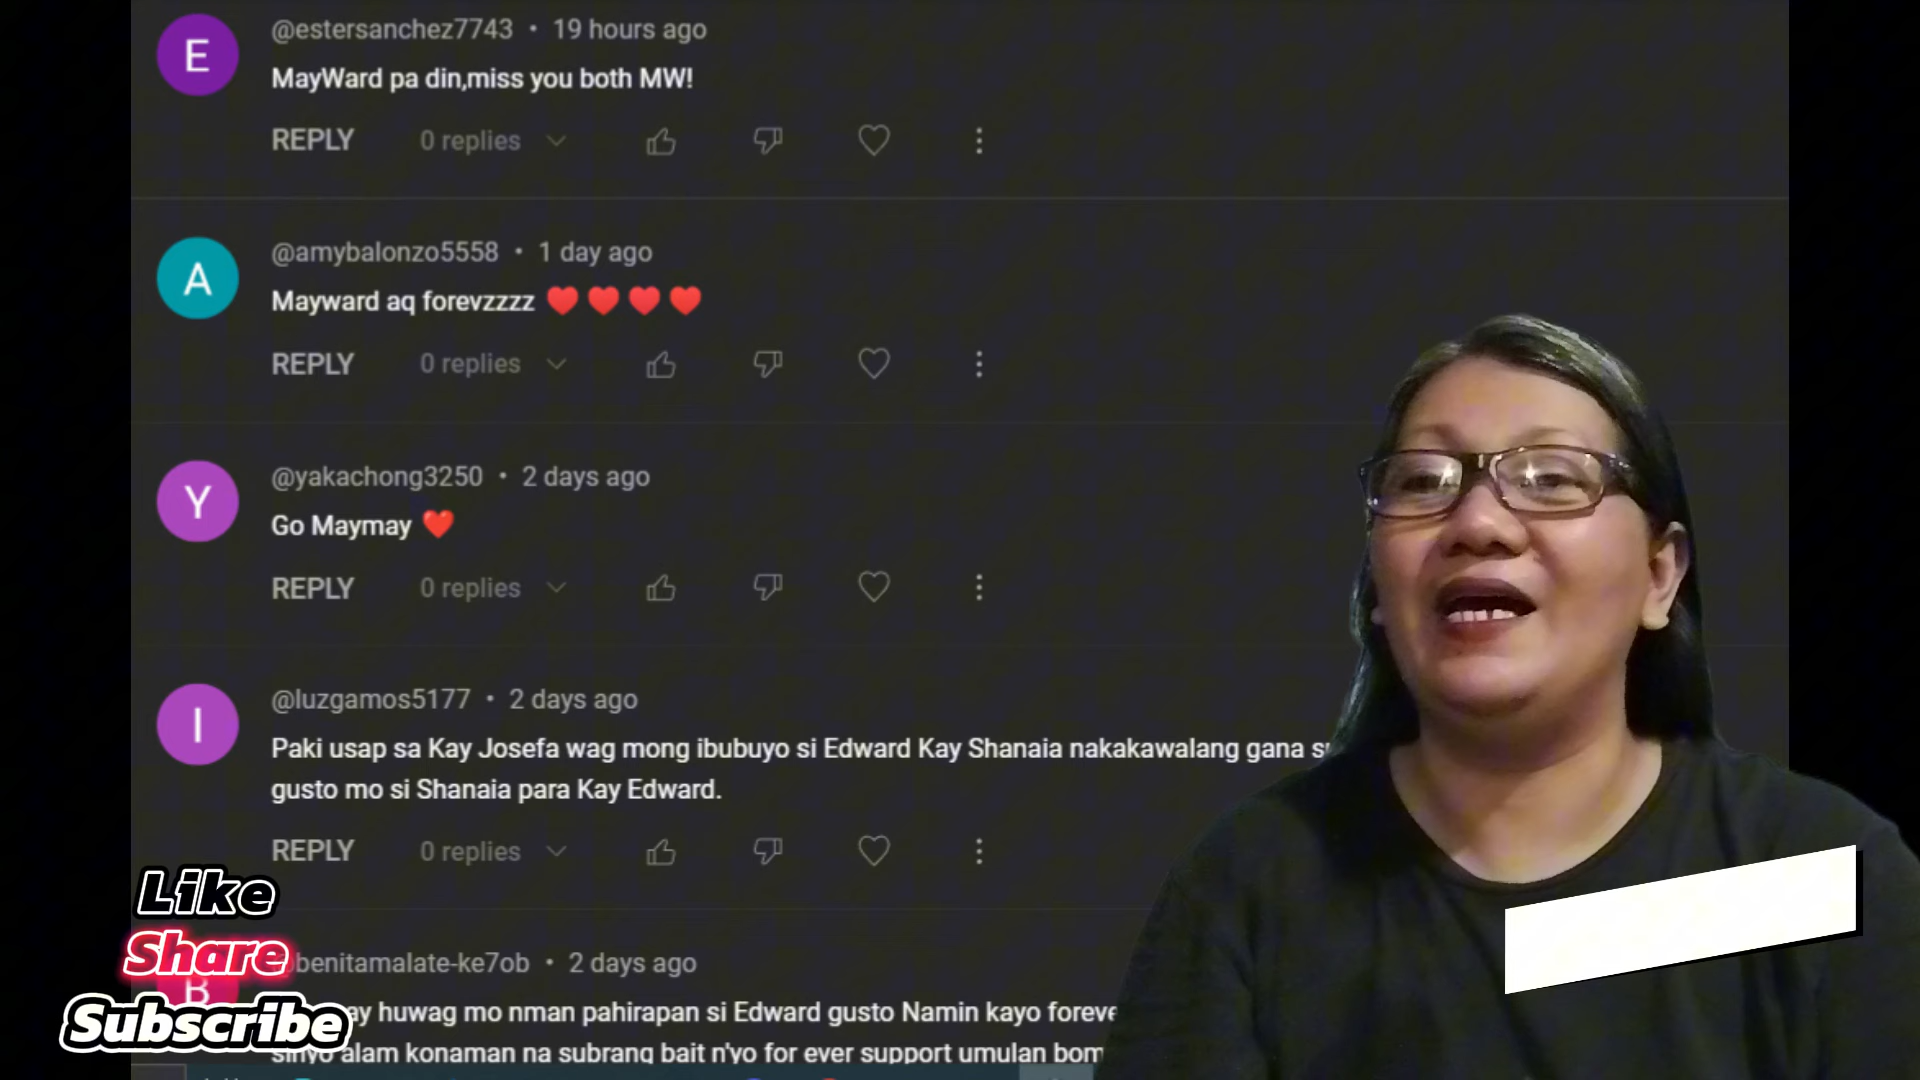 E
@estersanchez7743 • 19 hours ago
MayWard pa din,miss you both MW!
REPLY 0 replies
A
@amybalonzo5558 • 1 day ago
Mayward aq forevzzzz ❤️❤️❤️❤️
REPLY 0 replies
Y
@yakachong3250 • 2 days ago
Go Maymay ❤️
REPLY 0 replies
I
@luzgamos5177 • 2 days ago
Paki usap sa Kay Josefa wag mong ibubuyo si Edward Kay Shanaia nakakawalang gana
gusto mo si Shanaia para Kay Edward.
REPLY 0 replies
B
benitamalate-ke7ob • 2 days ago
huwag mo nman pahirapan si Edward gusto Namin kayo
alam konaman na subrang bait n'yo for ever support umulan
Like
Share
Subscribe